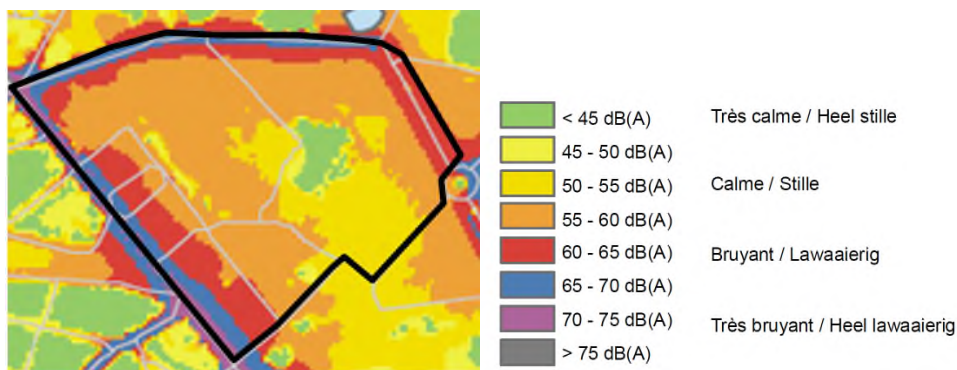 < 45 dB(A) Très calme / Heel stille
45 - 50 dB(A)
50 - 55 dB(A) Calme / Stille
55 - 60 dB(A)
60 - 65 dB(A) Bruyant / Lawaaierig
65 - 70 dB(A)
70 - 75 dB(A) Très bruyant / Heel lawaaierig
> 75 dB(A)